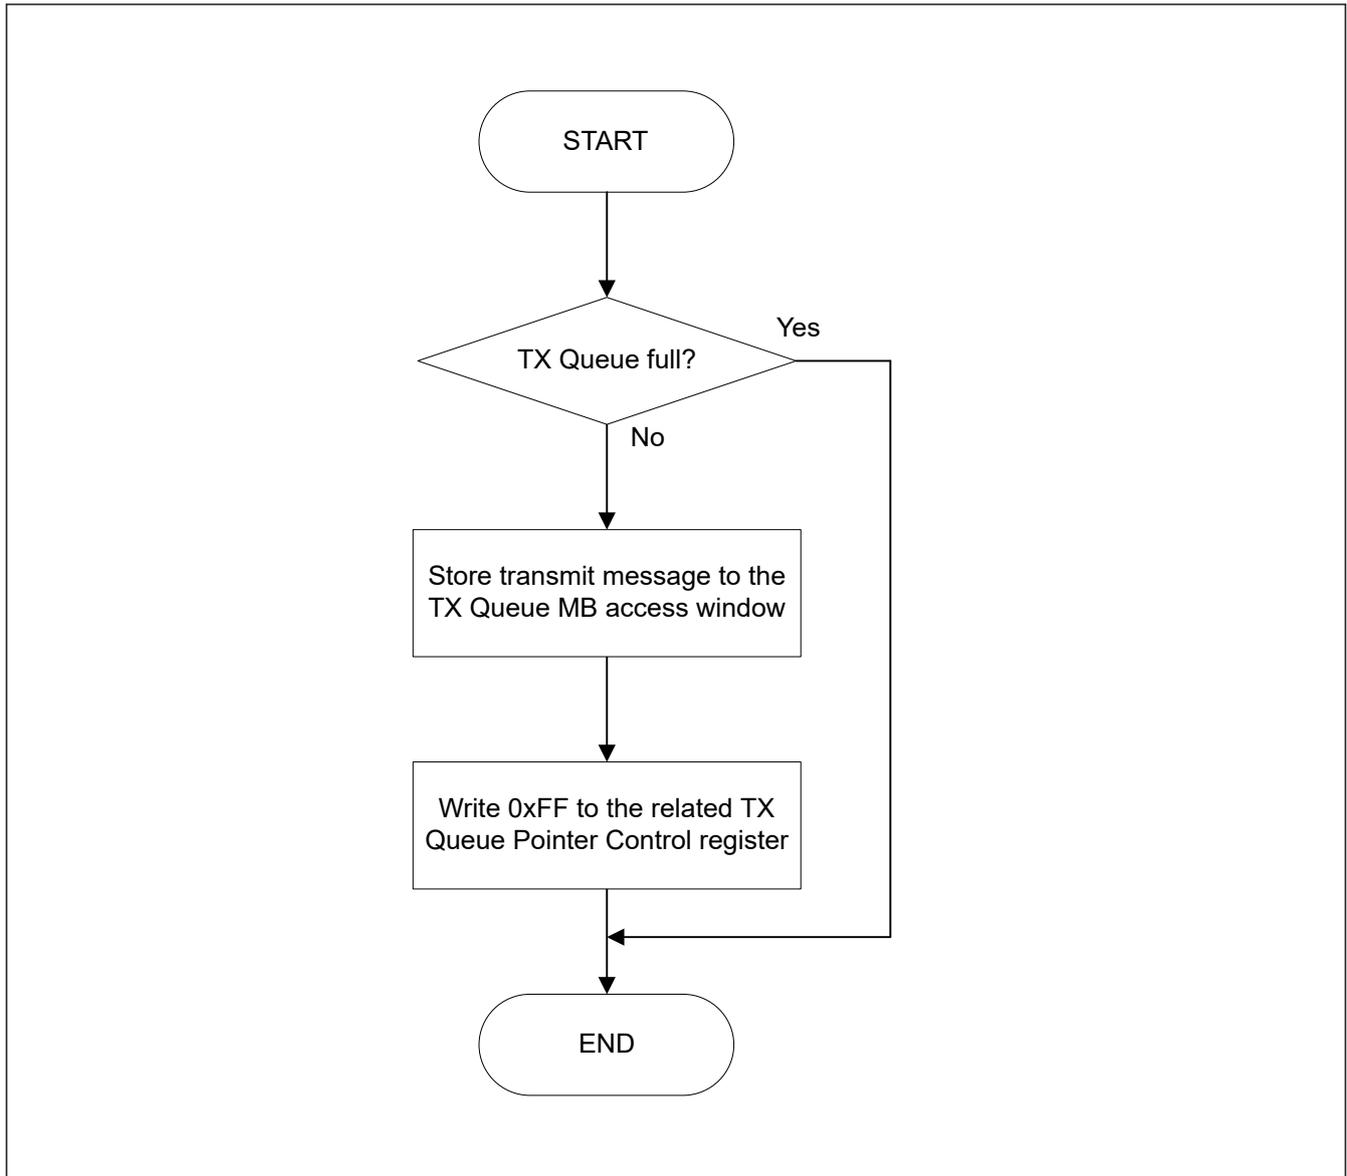 START
TX Queue full?
Yes
No
Store transmit message to the
TX Queue MB access window
Write 0xFF to the related TX
Queue Pointer Control register
END